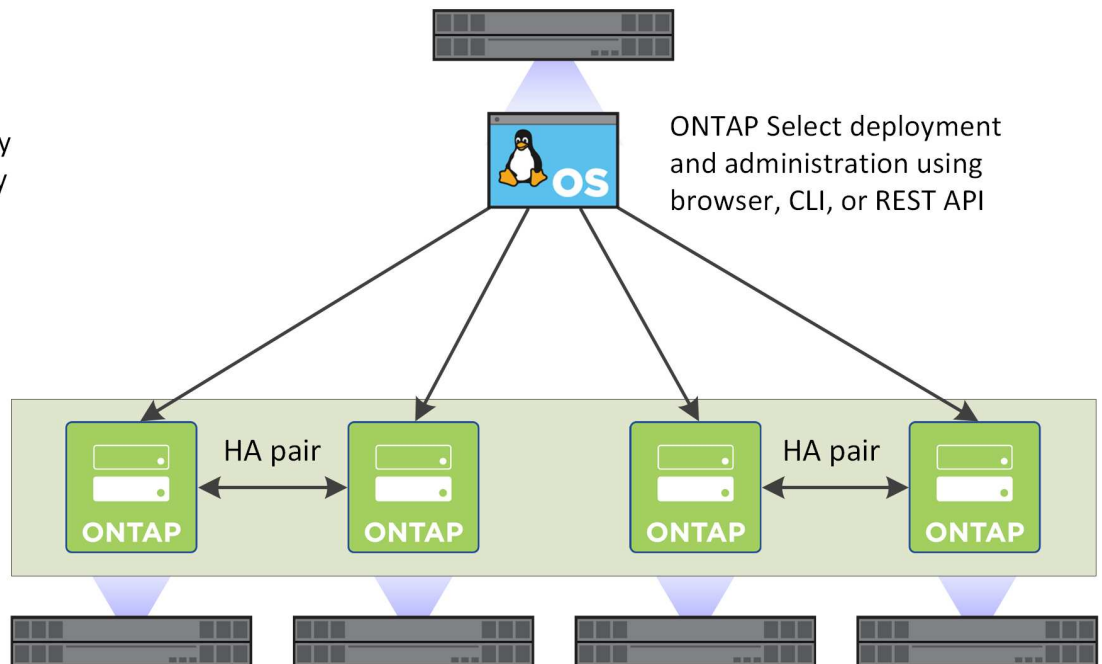 ONTAP Select deployment
and administration using
browser, CLI, or REST API
OS
HA pair
HA pair
ONTAP
ONTAP
ONTAP
ONTAP